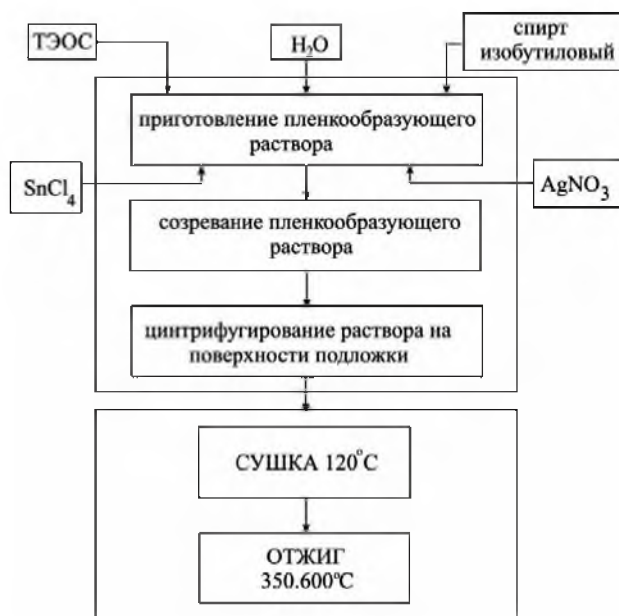 ТЭОС
H₂O
спирт
изобутиловый
приготовление пленкообразующего
раствора
SnCl₄
AgNO₃
созревание пленкообразующего
раствора
цинтрифугирование раствора на
поверхности подложки
СУШКА 120°С
ОТЖИГ
350.600°С